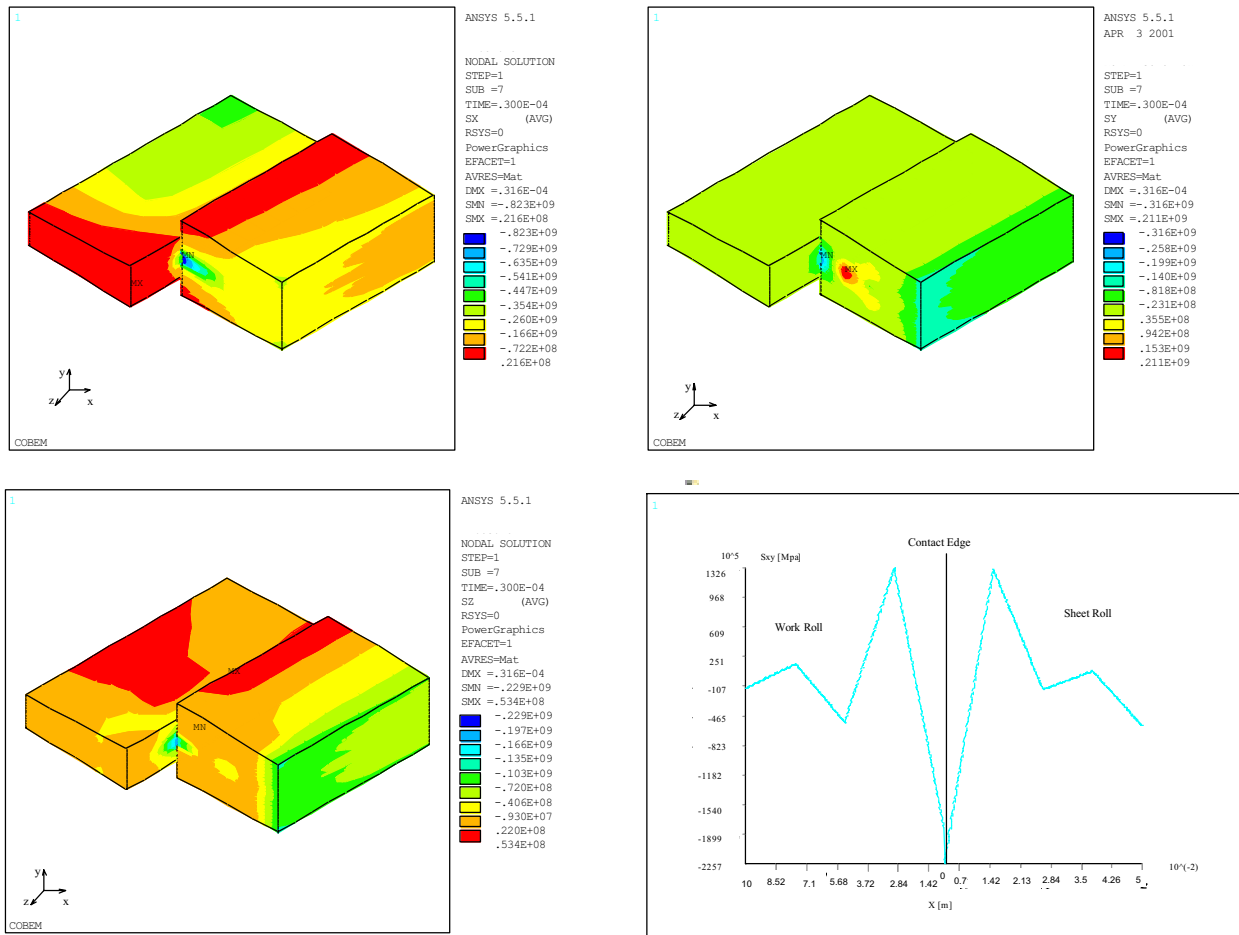 1
ANSYS 5.5.1
NODAL SOLUTION
STEP=1
SUB =7
TIME=.300E-04
SX (AVG)
RSYS=0
PowerGraphics
EFACET=1
AVRES=Mat
DMX =.316E-04
SMN =-.823E+09
SMX =.216E+08
-.823E+09
-.729E+09
-.635E+09
-.541E+09
-.447E+09
-.354E+09
-.260E+09
-.166E+09
-.722E+08
.216E+08
MN
MX
y
z x
COBEM
1
ANSYS 5.5.1
APR 3 2001
STEP=1
SUB =7
TIME=.300E-04
SY (AVG)
RSYS=0
PowerGraphics
EFACET=1
AVRES=Mat
DMX =.316E-04
SMN =-.316E+09
SMX =.211E+09
-.316E+09
-.258E+09
-.199E+09
-.140E+09
-.818E+08
-.231E+08
.355E+08
.942E+08
.153E+09
.211E+09
MN
MX
y
z x
COBEM
1
ANSYS 5.5.1
NODAL SOLUTION
STEP=1
SUB =7
TIME=.300E-04
SZ (AVG)
RSYS=0
PowerGraphics
EFACET=1
AVRES=Mat
DMX =.316E-04
SMN =-.229E+09
SMX =.534E+08
-.229E+09
-.197E+09
-.166E+09
-.135E+09
-.103E+09
-.720E+08
-.406E+08
-.930E+07
.220E+08
.534E+08
MX
MN
y
z x
COBEM
1
Contact Edge
10^5 Sxy [Mpa]
1326
968
609
251
-107
-465
-823
-1182
-1540
-1899
-2257
Work Roll
Sheet Roll
10^(-2)
10 8.52 7.1 5.68 3.72 2.84 1.42 0 0.7 1.42 2.13 2.84 3.5 4.26 5
X [m]